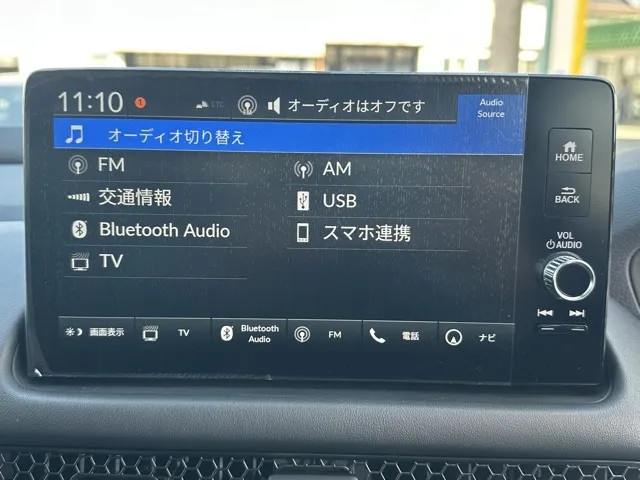 11:10 1 ETC オーディオはオフです Audio Source
オーディオ切り替え
FM AM
交通情報 USB
Bluetooth Audio スマホ連携
TV
画面表示 TV Bluetooth Audio FM 電話 ナビ
HOME
BACK
VOL
AUDIO